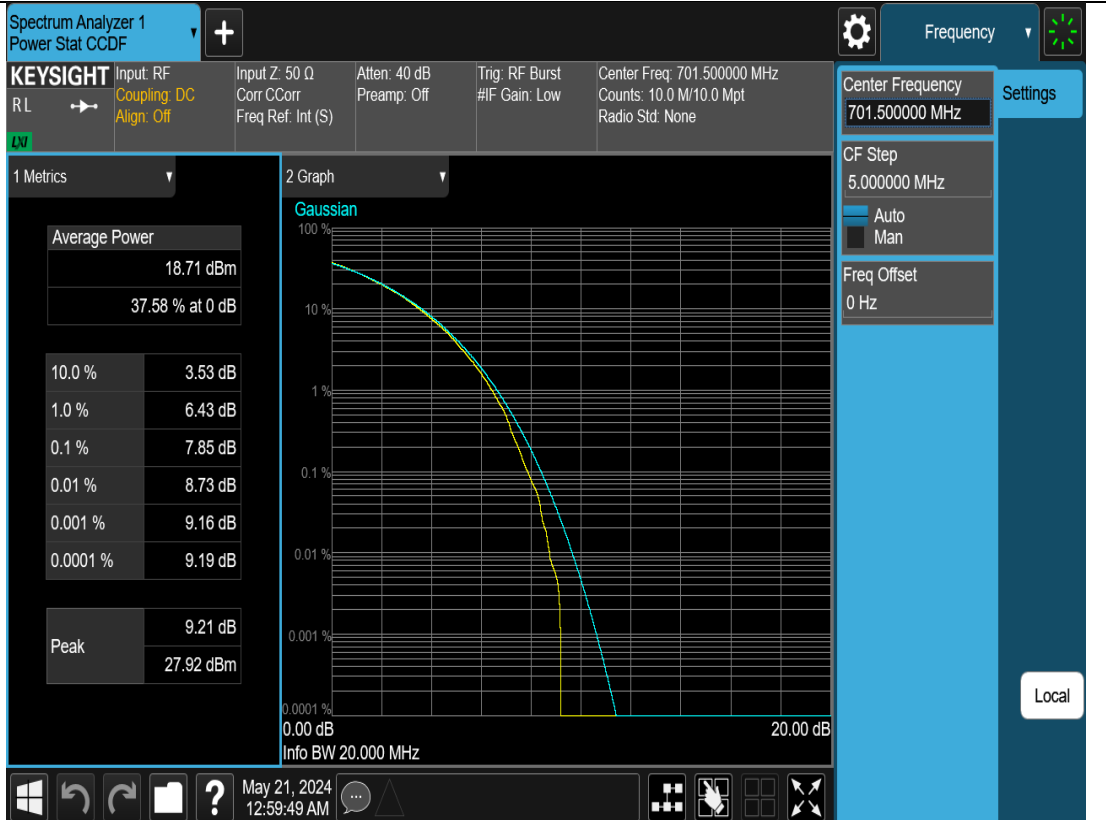 Spectrum Analyzer 1
Power Stat CCDF
+
Frequency
KEYSIGHT
R L
LXI
Input: RF
Coupling: DC
Align: Off
Input Z: 50 Ω
Corr CCorr
Freq Ref: Int (S)
Atten: 40 dB
Preamp: Off
Trig: RF Burst
#IF Gain: Low
Center Freq: 701.500000 MHz
Counts: 10.0 M/10.0 Mpt
Radio Std: None
Center Frequency
701.500000 MHz
Settings
CF Step
5.000000 MHz
Auto
Man
Freq Offset
0 Hz
1 Metrics
Average Power
18.71 dBm
37.58 % at 0 dB
10.0 % 3.53 dB
1.0 % 6.43 dB
0.1 % 7.85 dB
0.01 % 8.73 dB
0.001 % 9.16 dB
0.0001 % 9.19 dB
Peak
9.21 dB
27.92 dBm
2 Graph
Gaussian
100 %
10 %
1 %
0.1 %
0.01 %
0.001 %
0.0001 %
0.00 dB 20.00 dB
Info BW 20.000 MHz
Local
?
May 21, 2024
12:59:49 AM